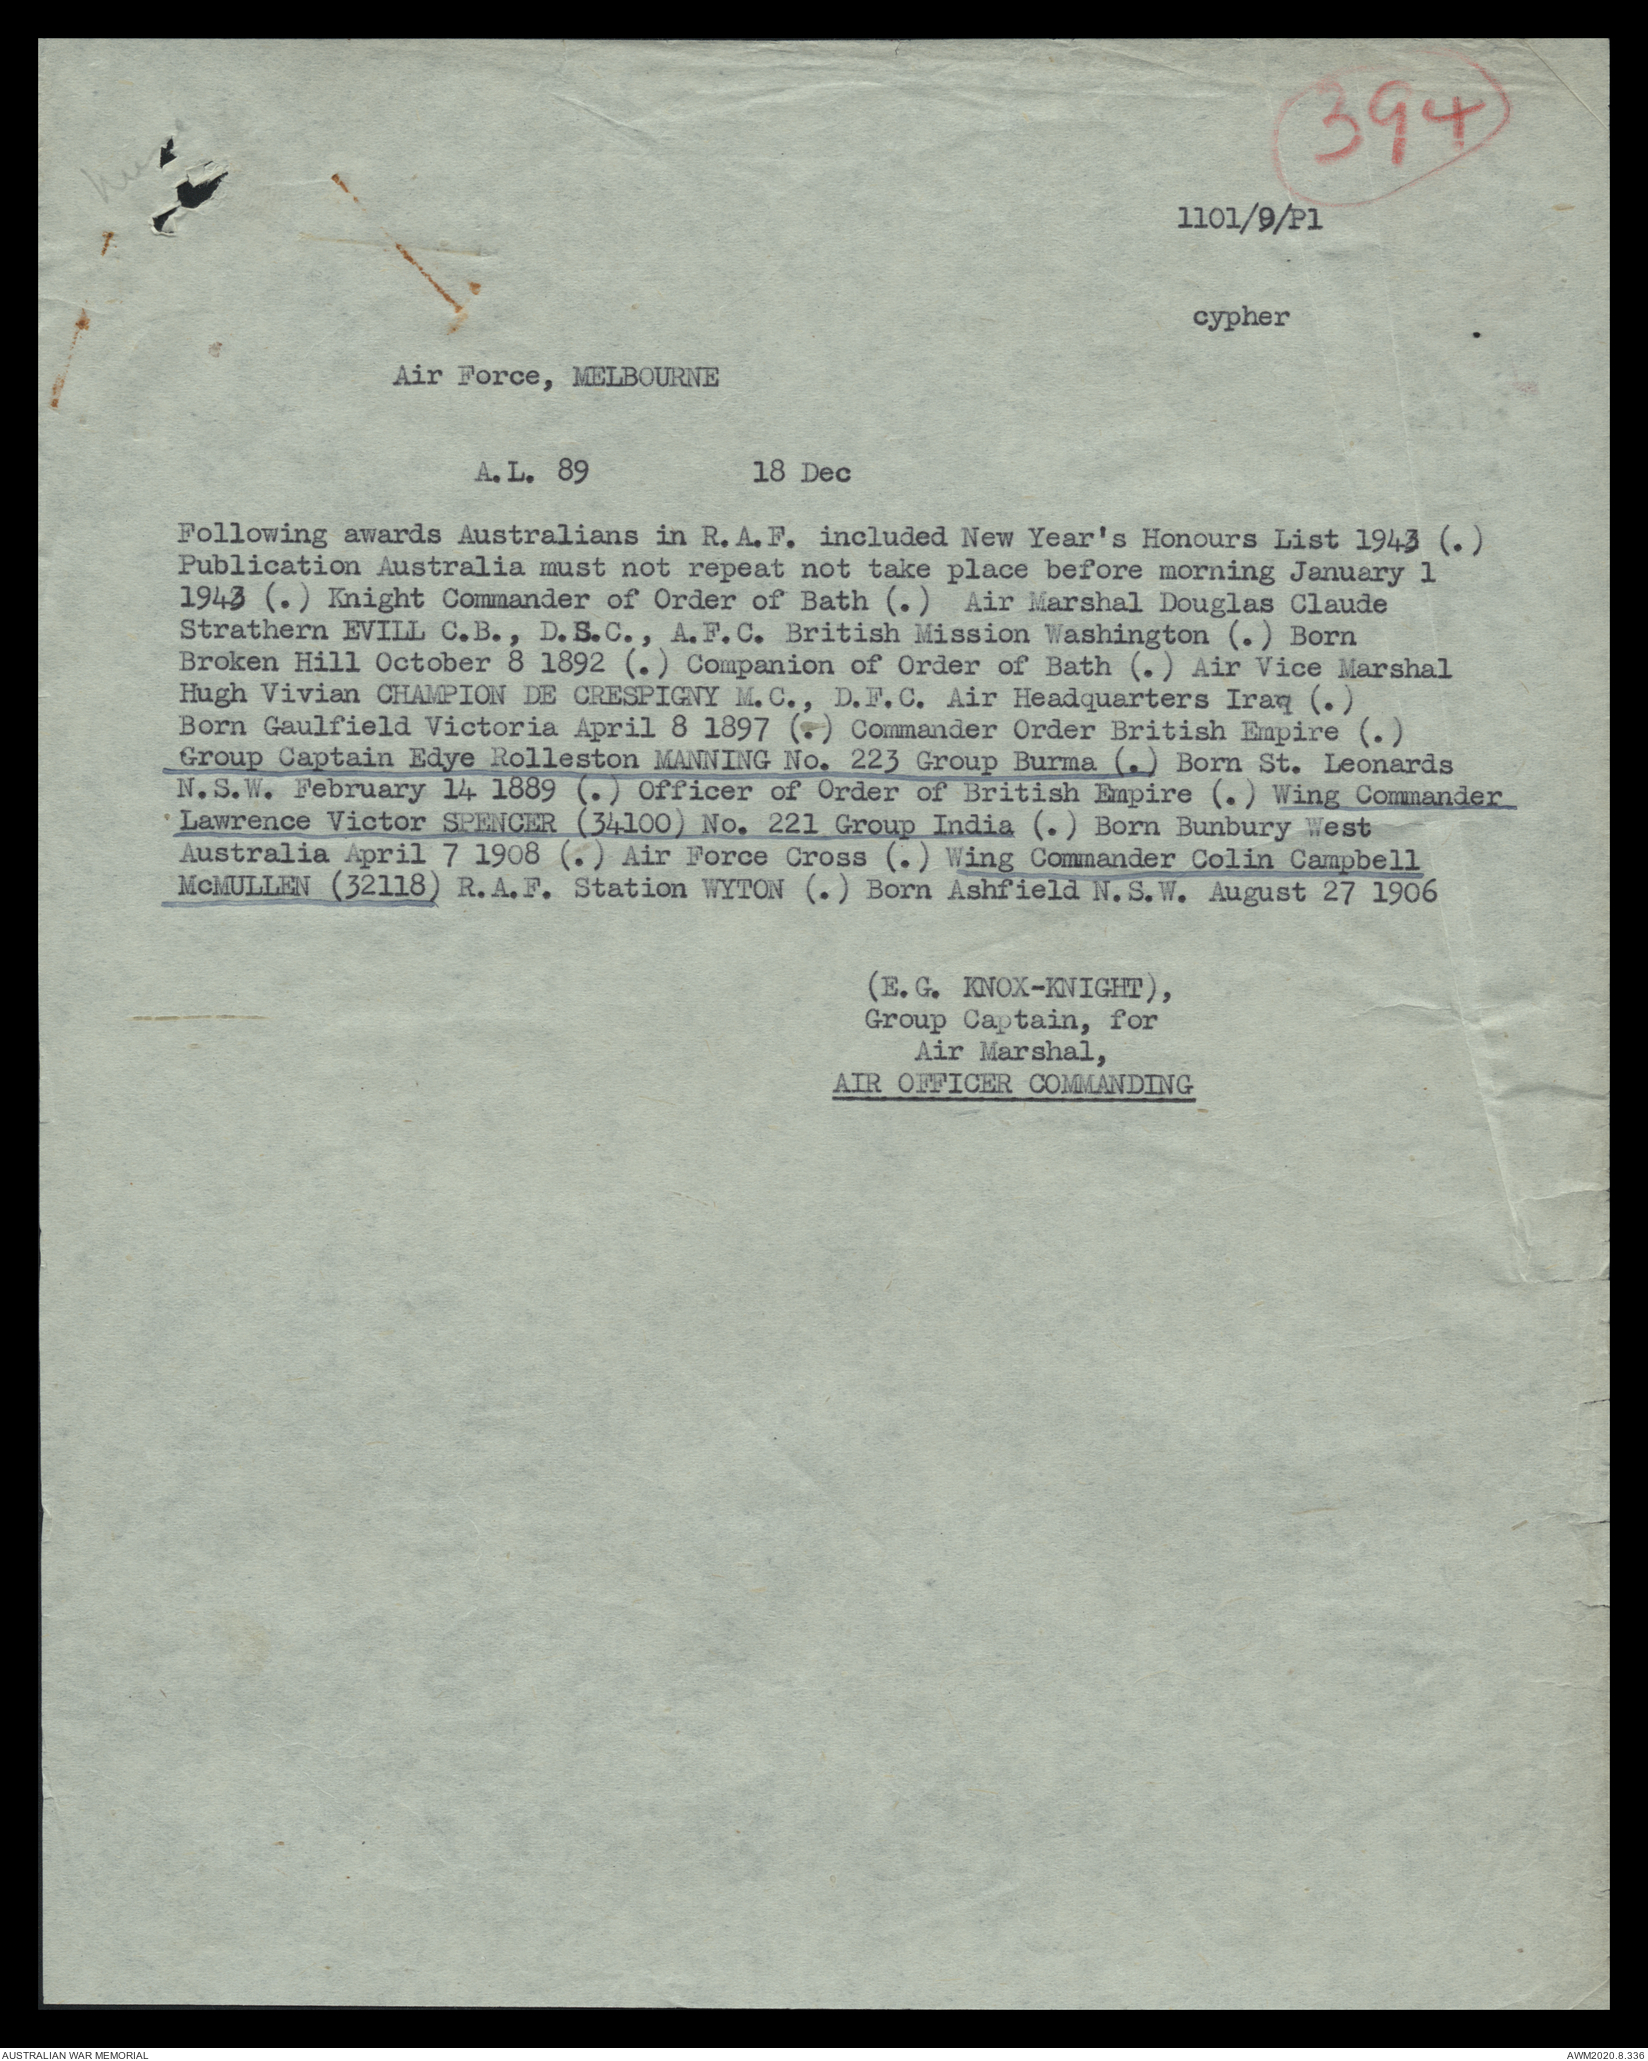 394
1101/9/P1
cypher
Air Force, MELBOURNE
A.L. 89 18 Dec
Following awards Australians in R.A.F. included New Year's Honours List 1943 (.)
Publication Australia must not repeat not take place before morning January 1
1943 (.) Knight Commander of Order of Bath (.) Air Marshal Douglas Claude
Strathern EVILL C.B., D.S.C., A.F.C. British Mission Washington (.) Born
Broken Hill October 8 1892 (.) Companion of Order of Bath (.) Air Vice Marshal
Hugh Vivian CHAMPION DE CRESPIGNY M.C., D.F.C. Air Headquarters Iraq (.)
Born Gaulfield Victoria April 8 1897 (.) Commander Order British Empire (.)
Group Captain Edye Rolleston MANNING No. 223 Group Burma (.) Born St. Leonards
N.S.W. February 14 1889 (.) Officer of Order of British Empire (.) Wing Commander
Lawrence Victor SPENCER (34100) No. 221 Group India (.) Born Bunbury West
Australia April 7 1908 (.) Air Force Cross (.) Wing Commander Colin Campbell
McMULLEN (32118) R.A.F. Station WYTON (.) Born Ashfield N.S.W. August 27 1906
(E.G. KNOX-KNIGHT),
Group Captain, for
Air Marshal,
AIR OFFICER COMMANDING
AUSTRALIAN WAR MEMORIAL
AWM2020.8.336